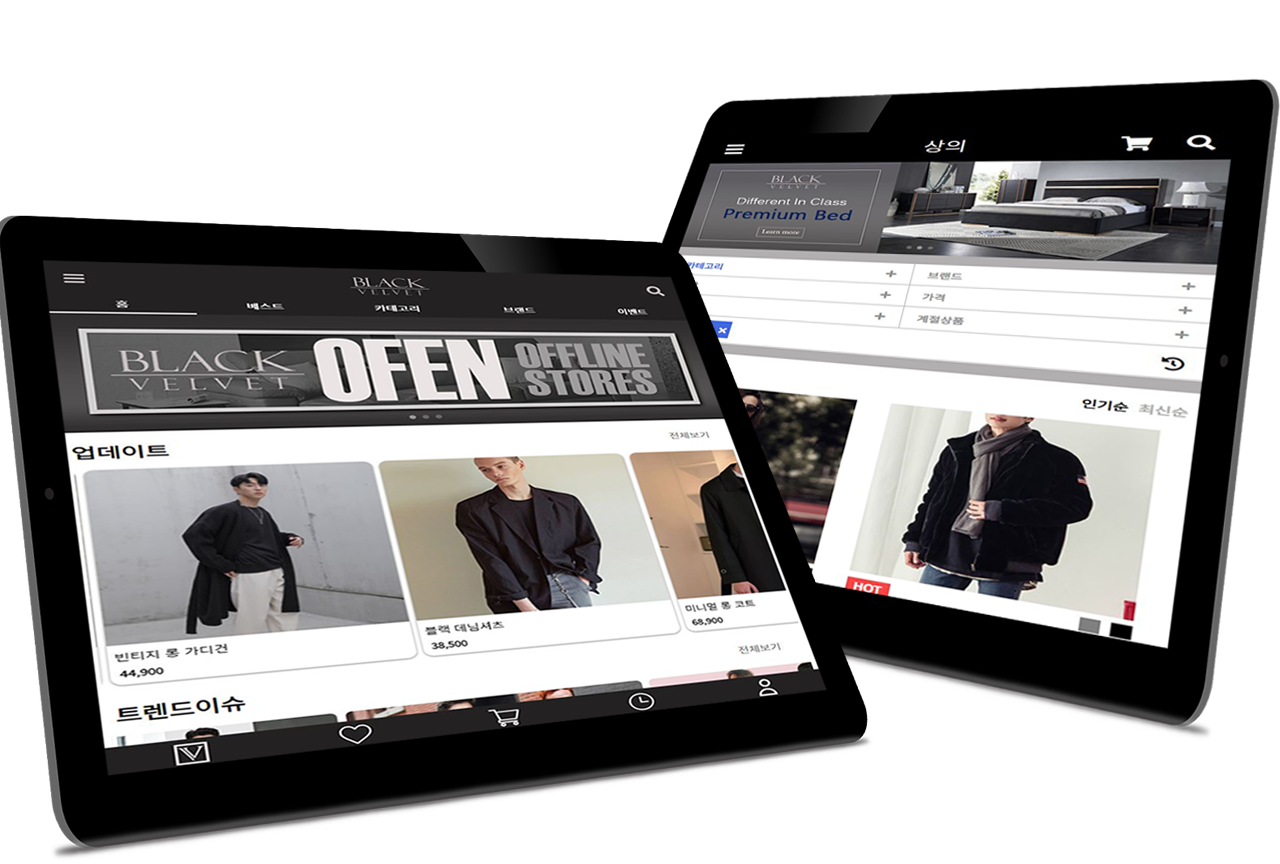 BLACK
VELVET
홈
베스트
카테고리
브랜드
이벤트
BLACK
VELVET
OFEN
OFFLINE
STORES
업데이트
전체보기
빈티지 롱 가디건
44,900
블랙 데님셔츠
38,500
미니멀 롱 코트
68,900
트렌드이슈
전체보기
상의
BLACK
VELVET
Different In Class
Premium Bed
Learn more
카테고리
브랜드
가격
계절상품
인기순
최신순
HOT